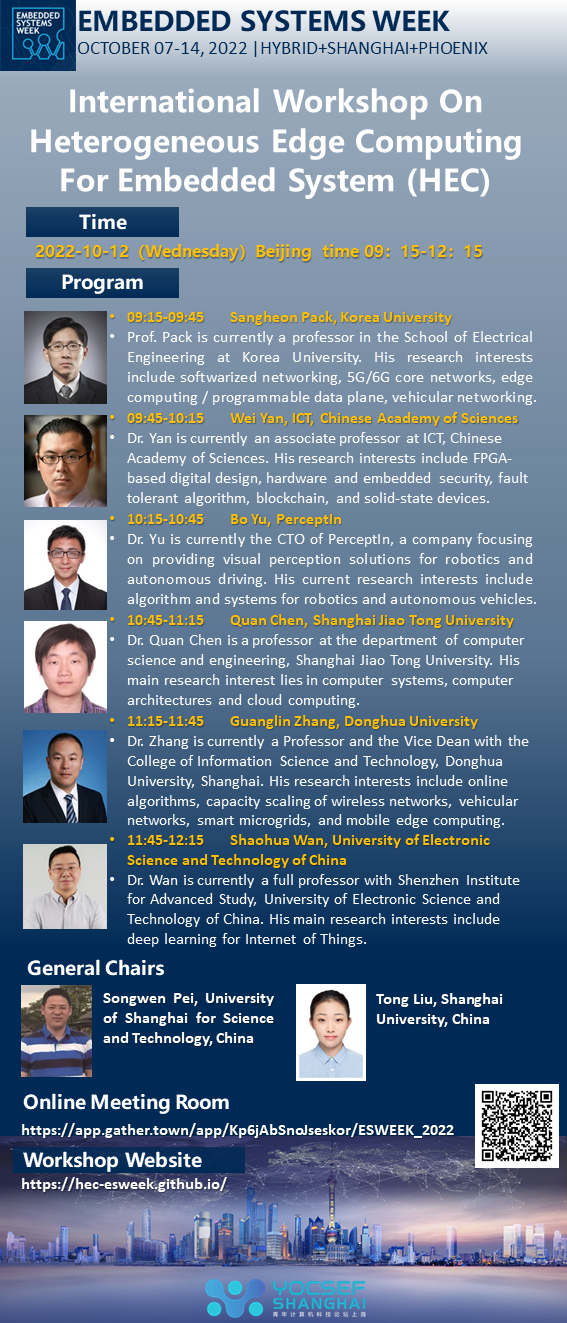 EMBEDDED
SYSTEMS
WEEK
EMBEDDED SYSTEMS WEEK
OCTOBER 07-14, 2022 |HYBRID+SHANGHAI+PHOENIX
International Workshop On
Heterogeneous Edge Computing
For Embedded System (HEC)
Time
2022-10-12 (Wednesday) Beijing time 09: 15-12: 15
Program
• 09:15-09:45 Sangheon Pack, Korea University
• Prof. Pack is currently a professor in the School of Electrical
Engineering at Korea University. His research interests
include softwarized networking, 5G/6G core networks, edge
computing / programmable data plane, vehicular networking.
• 09:45-10:15 Wei Yan, ICT, Chinese Academy of Sciences
• Dr. Yan is currently an associate professor at ICT, Chinese
Academy of Sciences. His research interests include FPGA-
based digital design, hardware and embedded security, fault
tolerant algorithm, blockchain, and solid-state devices.
• 10:15-10:45 Bo Yu, PerceptIn
• Dr. Yu is currently the CTO of PerceptIn, a company focusing
on providing visual perception solutions for robotics and
autonomous driving. His current research interests include
algorithm and systems for robotics and autonomous vehicles.
• 10:45-11:15 Quan Chen, Shanghai Jiao Tong University
• Dr. Quan Chen is a professor at the department of computer
science and engineering, Shanghai Jiao Tong University. His
main research interest lies in computer systems, computer
architectures and cloud computing.
• 11:15-11:45 Guanglin Zhang, Donghua University
• Dr. Zhang is currently a Professor and the Vice Dean with the
College of Information Science and Technology, Donghua
University, Shanghai. His research interests include online
algorithms, capacity scaling of wireless networks, vehicular
networks, smart microgrids, and mobile edge computing.
• 11:45-12:15 Shaohua Wan, University of Electronic
Science and Technology of China
• Dr. Wan is currently a full professor with Shenzhen Institute
for Advanced Study, University of Electronic Science and
Technology of China. His main research interests include
deep learning for Internet of Things.
General Chairs
Songwen Pei, University
of Shanghai for Science
and Technology, China
Tong Liu, Shanghai
University, China
Online Meeting Room
https://app.gather.town/app/Kp6jAbSnoJseskor/ESWEEK_2022
Workshop Website
https://hec-esweek.github.io/
YOCSEF
SHANGHAI
青年计算机科技论坛上海